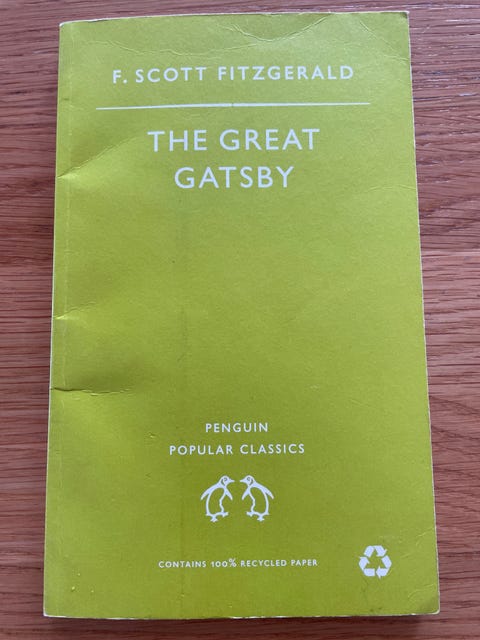 F. SCOTT FITZGERALD
THE GREAT
GATSBY
PENGUIN
POPULAR CLASSICS
CONTAINS 100% RECYCLED PAPER